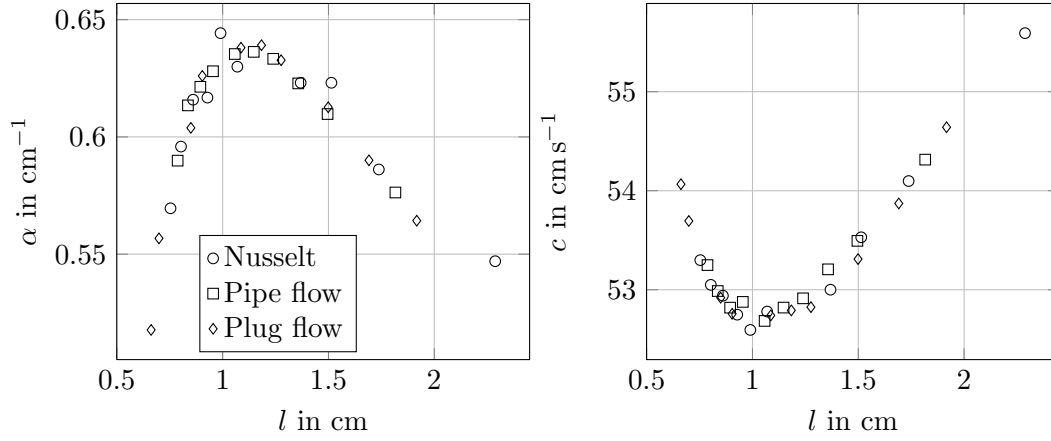 0.65
0.6
0.55
α in cm⁻¹
Nusselt
Pipe flow
Plug flow
0.5 1 1.5 2
l in cm
55
54
53
c in cm s⁻¹
0.5 1 1.5 2
l in cm